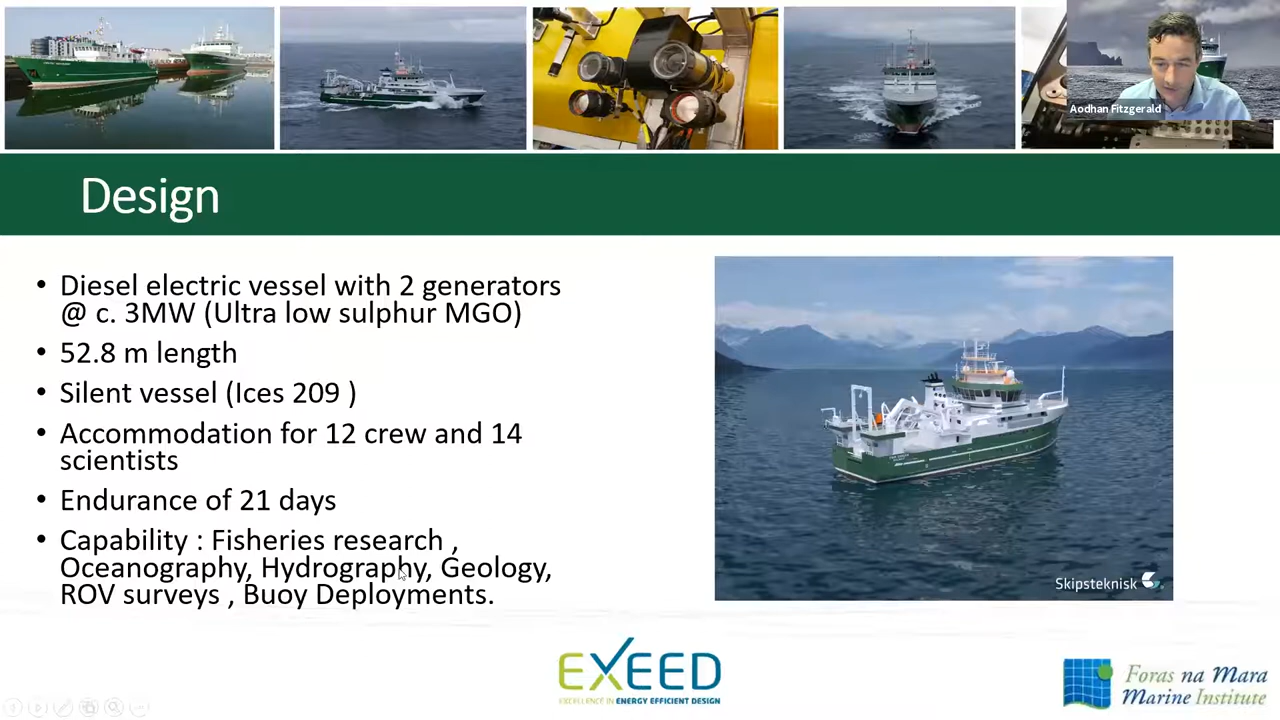 Aodhan Fitzgerald
Design
• Diesel electric vessel with 2 generators
@ c. 3MW (Ultra low sulphur MGO)
• 52.8 m length
• Silent vessel (Ices 209 )
• Accommodation for 12 crew and 14
scientists
• Endurance of 21 days
• Capability : Fisheries research ,
Oceanography, Hydrography, Geology,
ROV surveys , Buoy Deployments.
Skipsteknisk
EXEED
EXCELLENCE IN ENERGY EFFICIENT DESIGN
Foras na Mara
Marine Institute